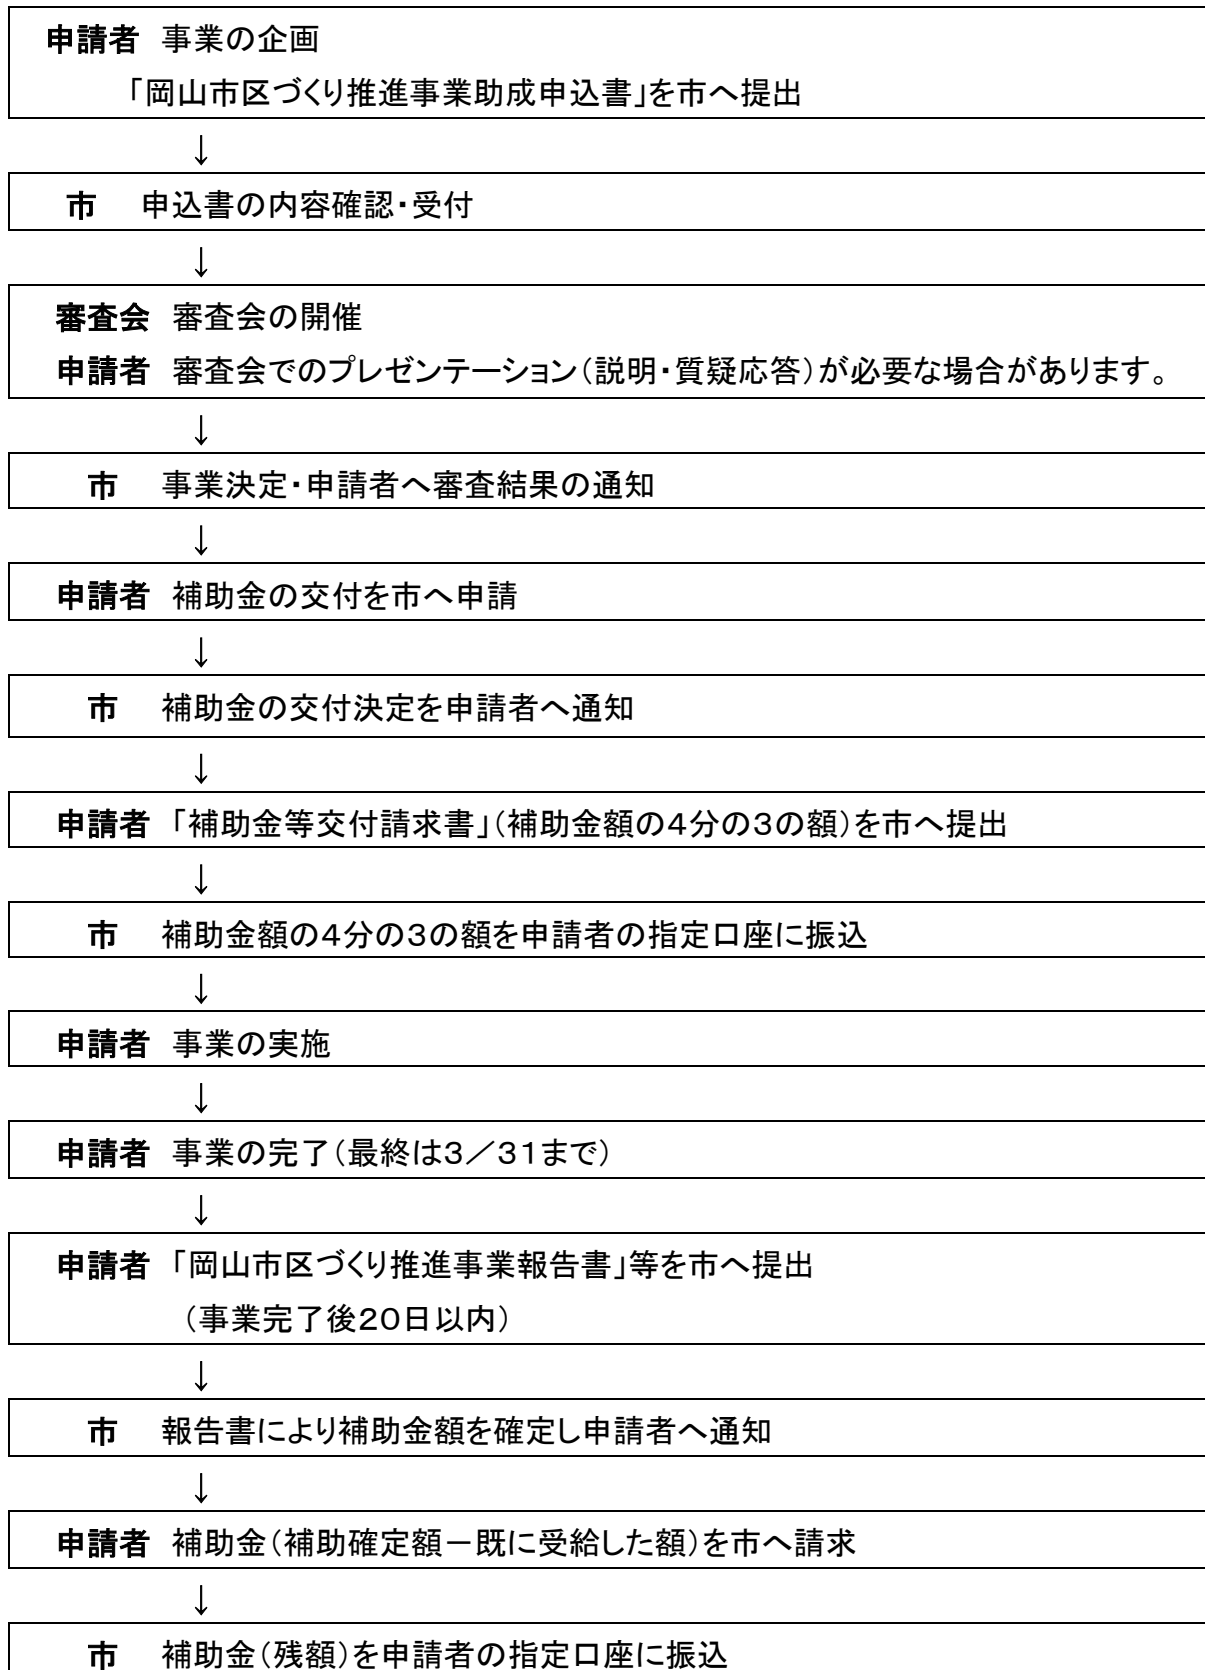 申請者 事業の企画
「岡山市区づくり推進事業助成申込書」を市へ提出
↓
市 申込書の内容確認・受付
↓
審査会 審査会の開催
申請者 審査会でのプレゼンテーション(説明・質疑応答)が必要な場合があります。
↓
市 事業決定・申請者へ審査結果の通知
↓
申請者 補助金の交付を市へ申請
↓
市 補助金の交付決定を申請者へ通知
↓
申請者 「補助金等交付請求書」(補助金額の4分の3の額)を市へ提出
↓
市 補助金額の4分の3の額を申請者の指定口座に振込
↓
申請者 事業の実施
↓
申請者 事業の完了(最終は3/31まで)
↓
申請者 「岡山市区づくり推進事業報告書」等を市へ提出
(事業完了後20日以内)
↓
市 報告書により補助金額を確定し申請者へ通知
↓
申請者 補助金(補助確定額-既に受給した額)を市へ請求
↓
市 補助金(残額)を申請者の指定口座に振込